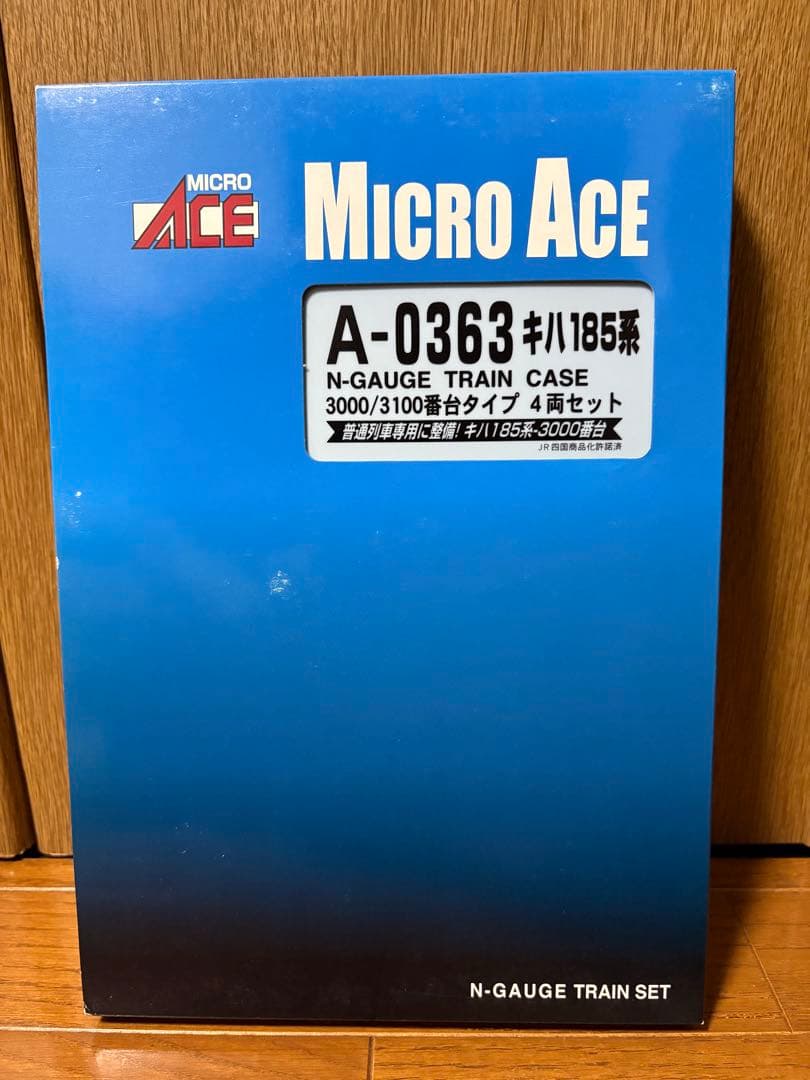 MICRO
ACE
MICRO ACE
A-0363 キハ185系
N-GAUGE TRAIN CASE
3000/3100番台タイプ 4両セット
普通列車専用に整備!キハ185系-3000番台
JR四国商品化許諾済
N-GAUGE TRAIN SET